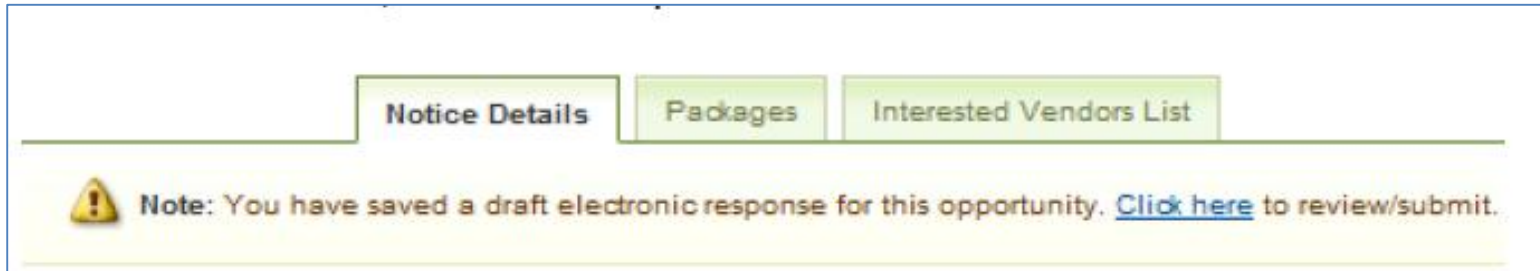 Notice Details Packages Interested Vendors List
Note: You have saved a draft electronic response for this opportunity. Click here to review/submit.